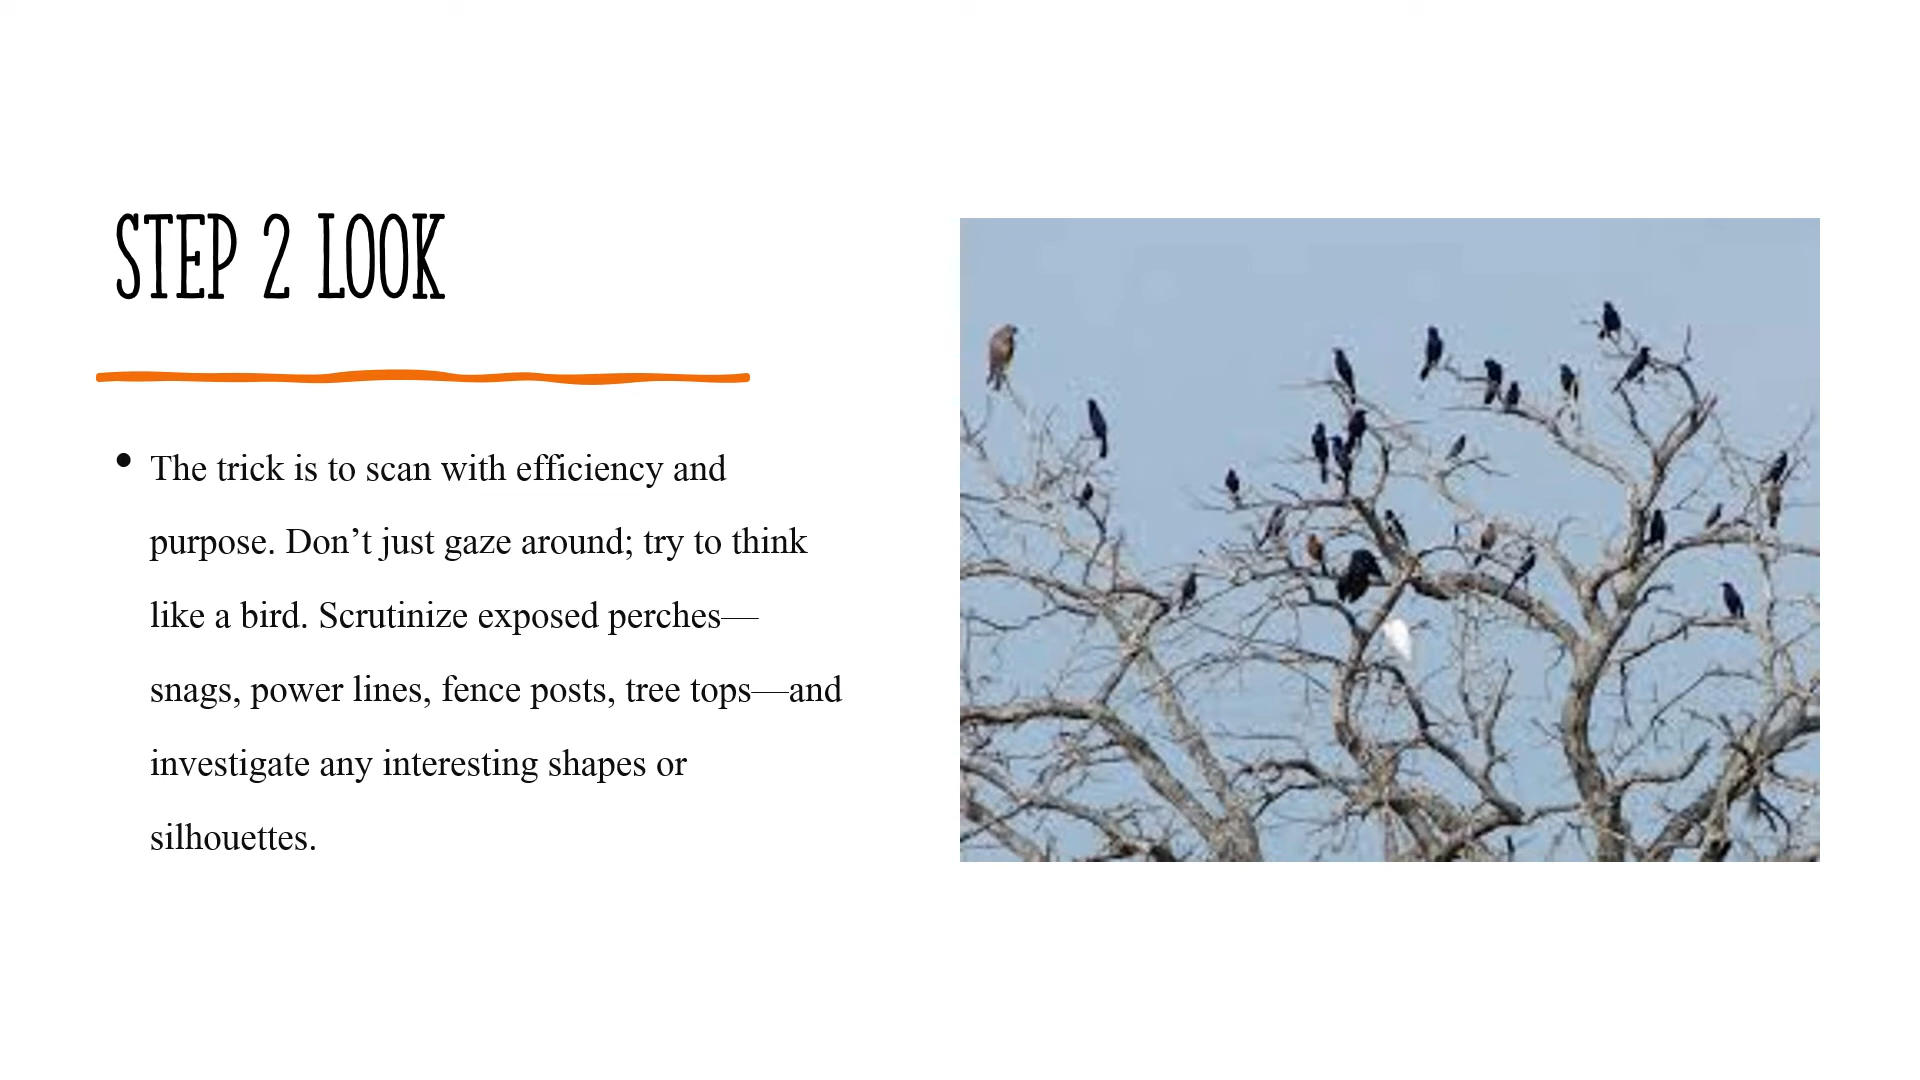 STEP 2 LOOK
• The trick is to scan with efficiency and
purpose. Don’t just gaze around; try to think
like a bird. Scrutinize exposed perches—
snags, power lines, fence posts, tree tops—and
investigate any interesting shapes or
silhouettes.